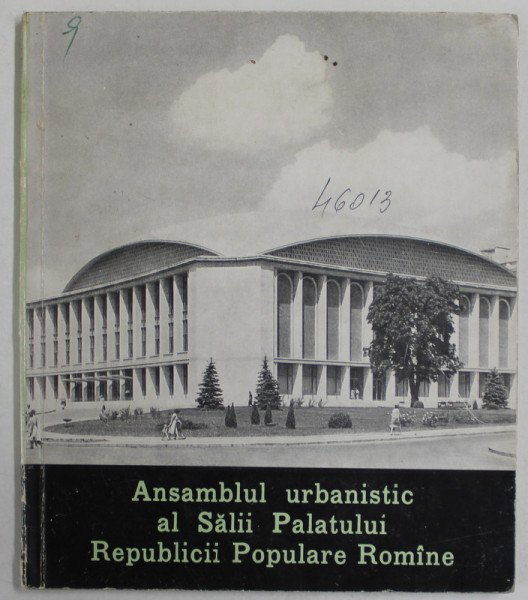 9
46013
Ansamblul urbanistic
al Sălii Palatului
Republicii Populare Romîne